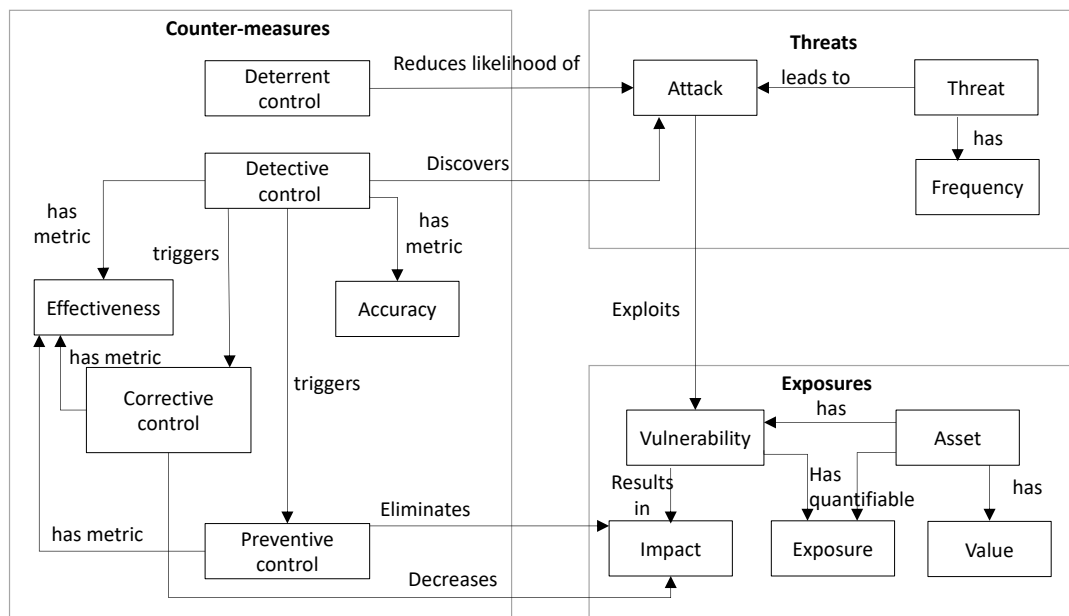 Counter-measures
Threats
Deterrent
control
Reduces likelihood of
Attack
leads to
Threat
has
Frequency
Detective
control
Discovers
has
metric
triggers
has
metric
Effectiveness
Accuracy
Exploits
has metric
Corrective
control
triggers
Exposures
has
Vulnerability
Asset
Results
in
Has
quantifiable
has
has metric
Preventive
control
Eliminates
Impact
Exposure
Value
Decreases